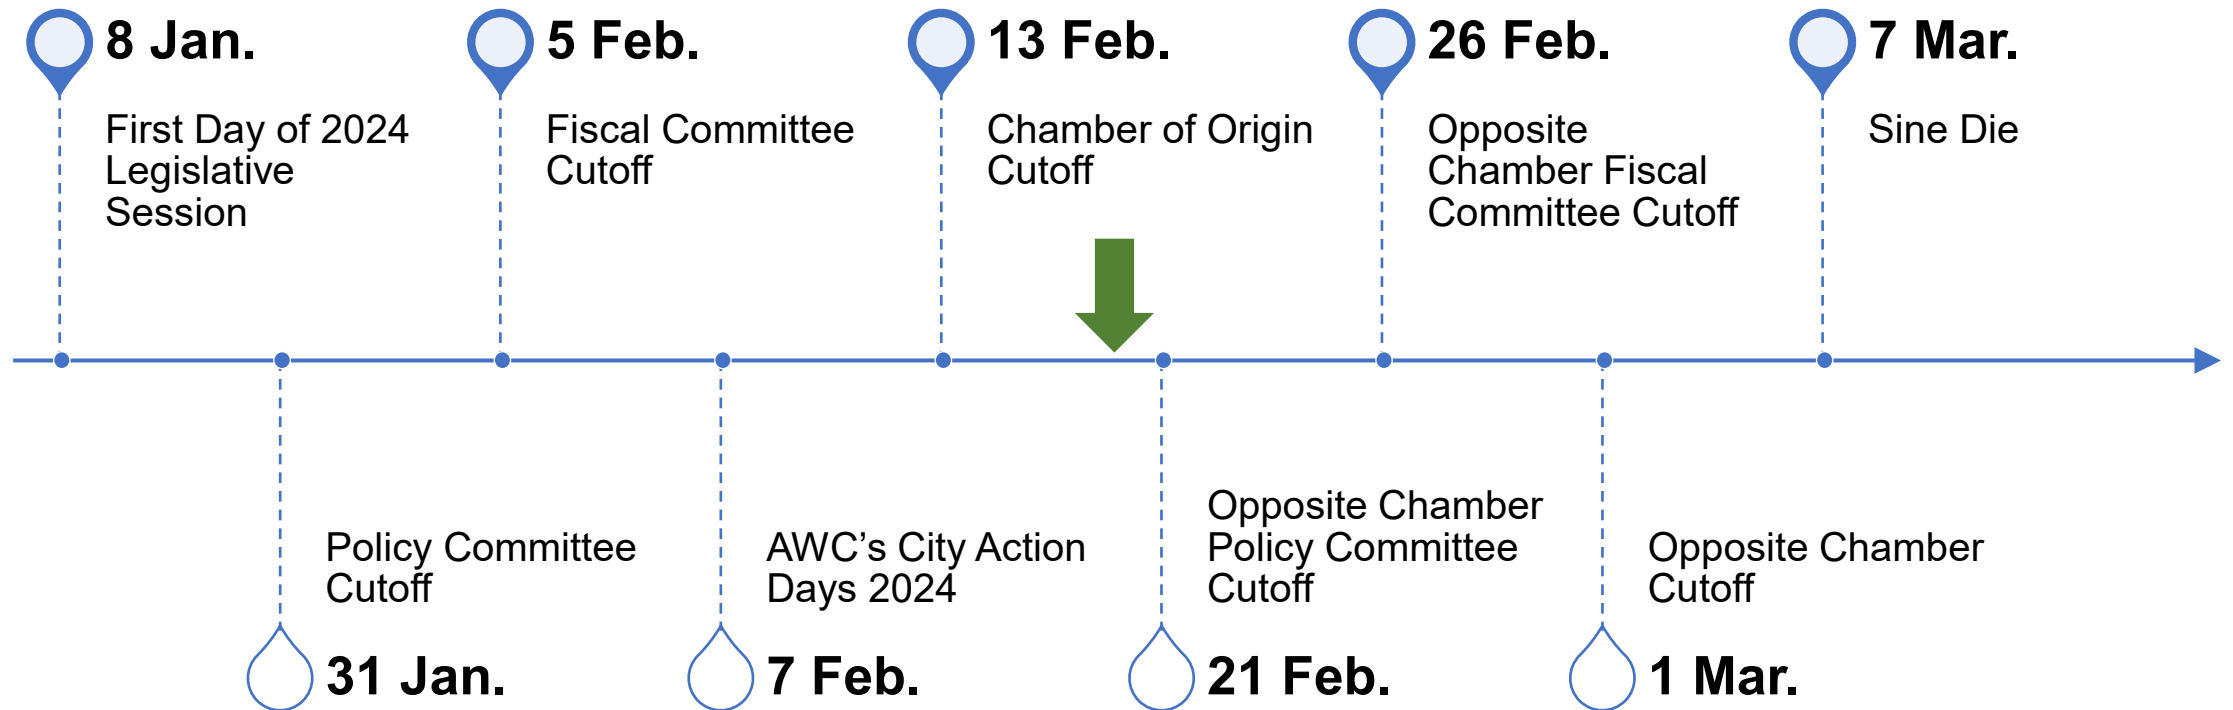 8 Jan.
First Day of 2024
Legislative
Session
5 Feb.
Fiscal Committee
Cutoff
13 Feb.
Chamber of Origin
Cutoff
26 Feb.
Opposite
Chamber Fiscal
Committee Cutoff
7 Mar.
Sine Die
Policy Committee
Cutoff
31 Jan.
AWC’s City Action
Days 2024
7 Feb.
Opposite Chamber
Policy Committee
Cutoff
21 Feb.
Opposite Chamber
Cutoff
1 Mar.